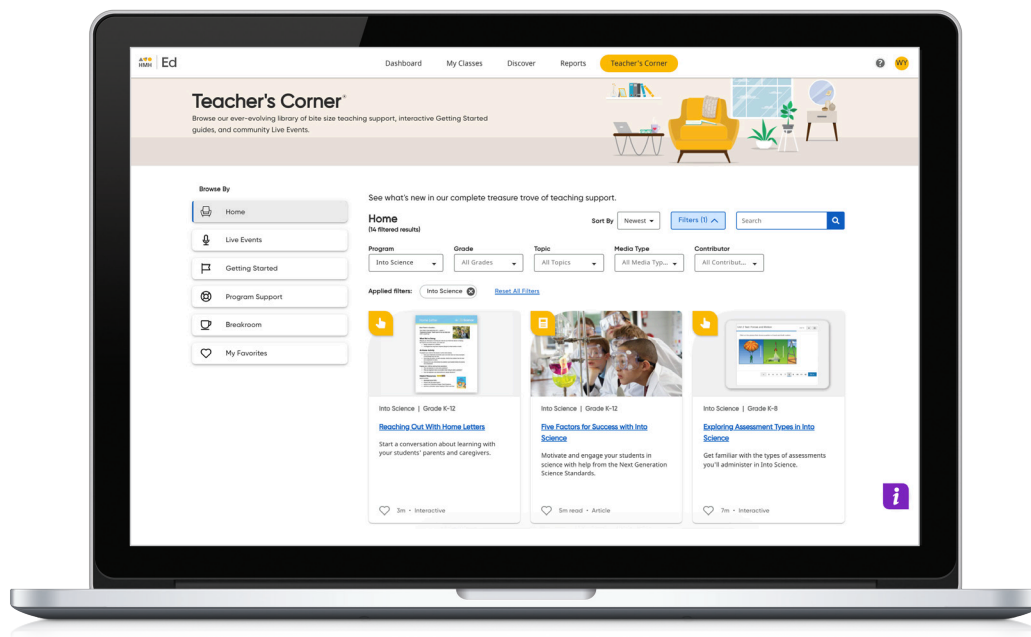 HMH Ed
Dashboard My Classes Discover Reports Teacher's Corner ? WY
Teacher's Corner
Browse our ever-evolving library of bite size teaching support, interactive Getting Started
guides, and community Live Events.
Browse By
Home
Live Events
Getting Started
Program Support
Breakroom
My Favorites
See what's new in our complete treasure trove of teaching support.
Home
(14 filtered results)
Sort By Newest Filters (1) Search
Program Grade Topic Media Type Contributor
Into Science All Grades All Topics All Media Typ... All Contribut...
Applied filters: Into Science Reset All Filters
Into Science | Grade K-12
Reaching Out With Home Letters
Start a conversation about learning with
your students' parents and caregivers.
3m • Interactive
Into Science | Grade K-12
Five Factors for Success with Into
Science
Motivate and engage your students in
science with help from the Next Generation
Science Standards.
5m read • Article
Into Science | Grade K-8
Exploring Assessment Types in Into
Science
Get familiar with the types of assessments
you'll administer in Into Science.
7m • Interactive
i